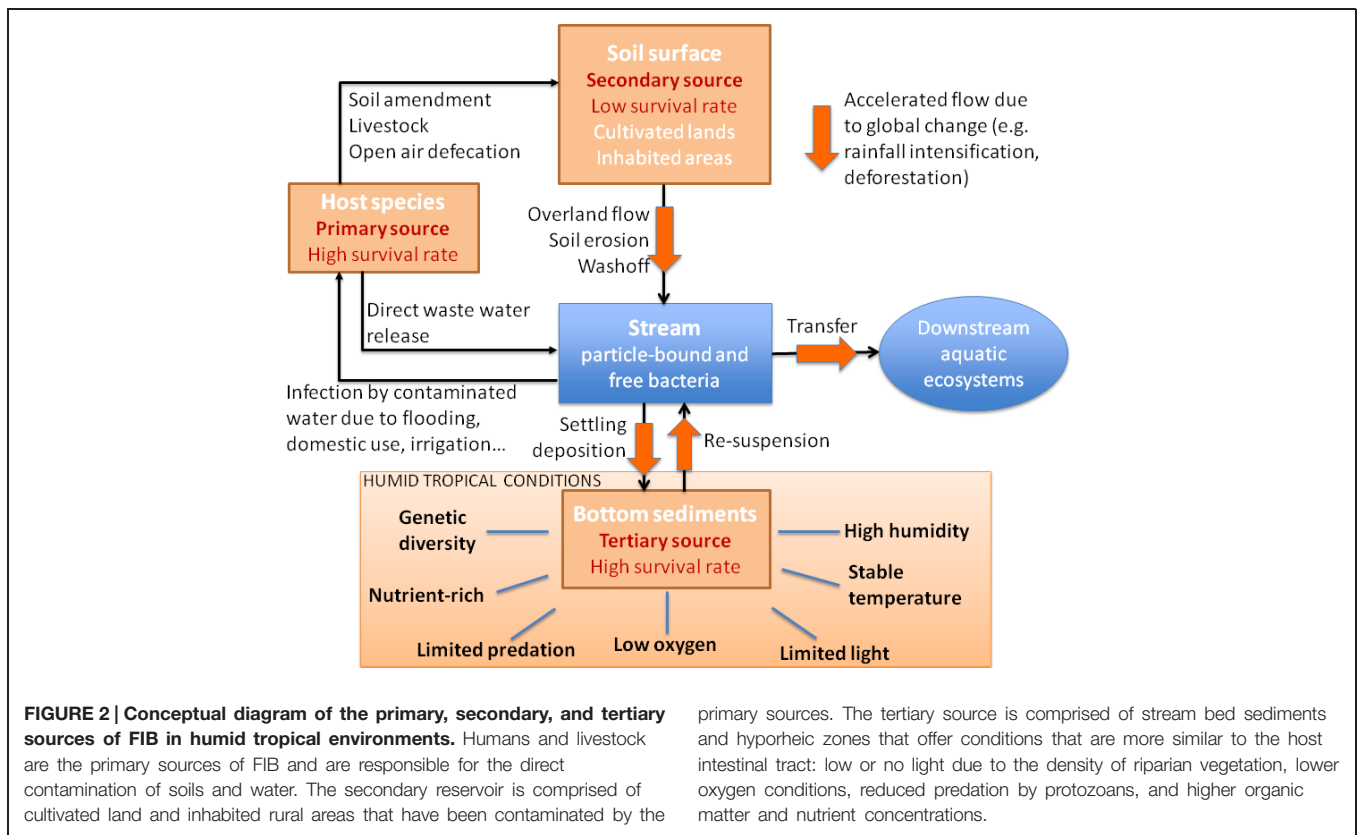 Soil surface
Secondary source
Low survival rate
Cultivated lands
Inhabited areas
Soil amendment
Livestock
Open air defecation
Accelerated flow due
to global change (e.g.
rainfall intensification,
deforestation)
Host species
Primary source
High survival rate
Overland flow
Soil erosion
Washoff
Direct waste water
release
Stream
particle-bound and
free bacteria
Transfer
Downstream
aquatic
ecosystems
Infection by contaminated
water due to flooding,
domestic use, irrigation...
Settling
deposition
Re-suspension
HUMID TROPICAL CONDITIONS
Bottom sediments
Tertiary source
High survival rate
Genetic
diversity
Nutrient-rich
Limited predation
Low oxygen
Limited light
Stable
temperature
High humidity
FIGURE 2 | Conceptual diagram of the primary, secondary, and tertiary
sources of FIB in humid tropical environments. Humans and livestock
are the primary sources of FIB and are responsible for the direct
contamination of soils and water. The secondary reservoir is comprised of
cultivated land and inhabited rural areas that have been contaminated by the
primary sources. The tertiary source is comprised of stream bed sediments
and hyporheic zones that offer conditions that are more similar to the host
intestinal tract: low or no light due to the density of riparian vegetation, lower
oxygen conditions, reduced predation by protozoans, and higher organic
matter and nutrient concentrations.